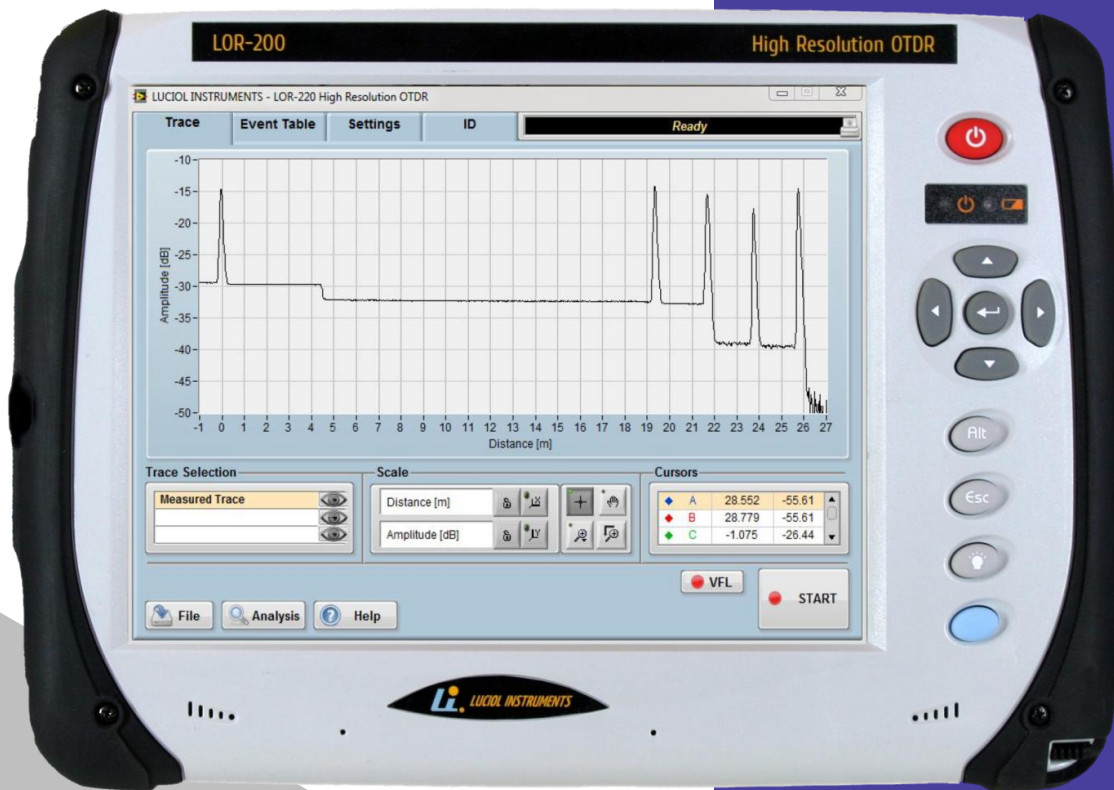 LOR-200 High Resolution OTDR
LUCIOL INSTRUMENTS - LOR-220 High Resolution OTDR
Trace Event Table Settings ID Ready
-10
-15
-20
-25
-30
-35
-40
-45
-50
Amplitude [dB]
-1 0 1 2 3 4 5 6 7 8 9 10 11 12 13 14 15 16 17 18 19 20 21 22 23 24 25 26 27
Distance [m]
Trace Selection Scale Cursors
Measured Trace
Distance [m]
Amplitude [dB]
X
Y
A 28.552 -55.61
B 28.779 -55.61
C -1.075 -26.44
VFL
START
File Analysis Help
Li. LUCIOL INSTRUMENTS
Alt
Esc